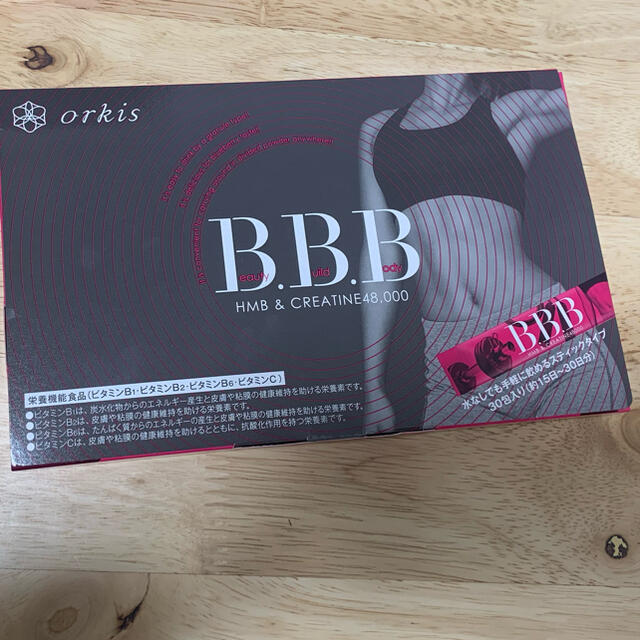 orkis
B.B.B
eauty uild ody
HMB & CREATINE48,000
BBB
HMB & CREATINE48,000
水なしでも手軽に飲めるスティックタイプ
30包入り(約15日~30日分)
栄養機能食品(ビタミンB1・ビタミンB2・ビタミンB6・ビタミンC)
●ビタミンB1は、炭水化物からのエネルギー産生と皮膚や粘膜の健康維持を助ける栄養素です。
●ビタミンB2は、皮膚や粘膜の健康維持を助ける栄養素です。
●ビタミンB6は、たんぱく質からのエネルギーの産生と皮膚や粘膜の健康維持を助ける栄養素です。
●ビタミンCは、皮膚や粘膜の健康維持を助けるとともに、抗酸化作用を持つ栄養素です。